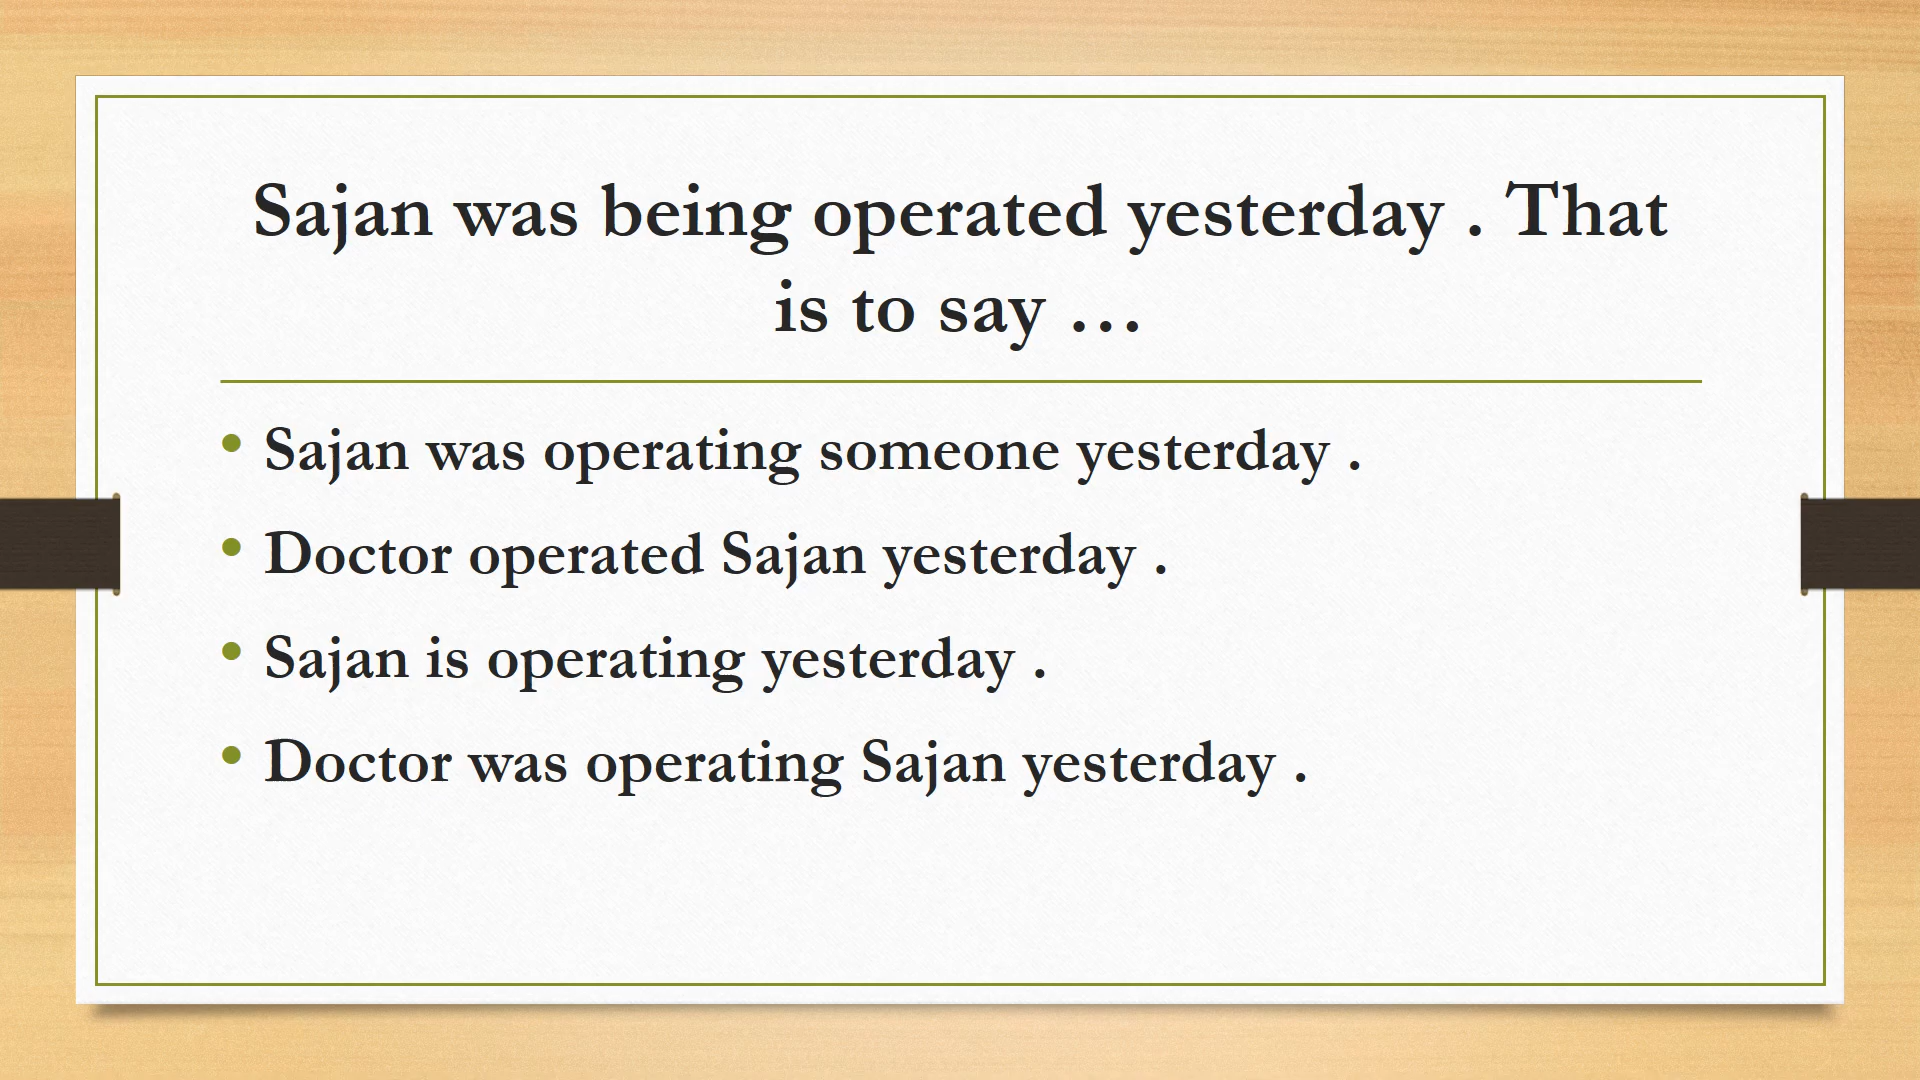 Sajan was being operated yesterday . That
is to say …
• Sajan was operating someone yesterday .
• Doctor operated Sajan yesterday .
• Sajan is operating yesterday .
• Doctor was operating Sajan yesterday .